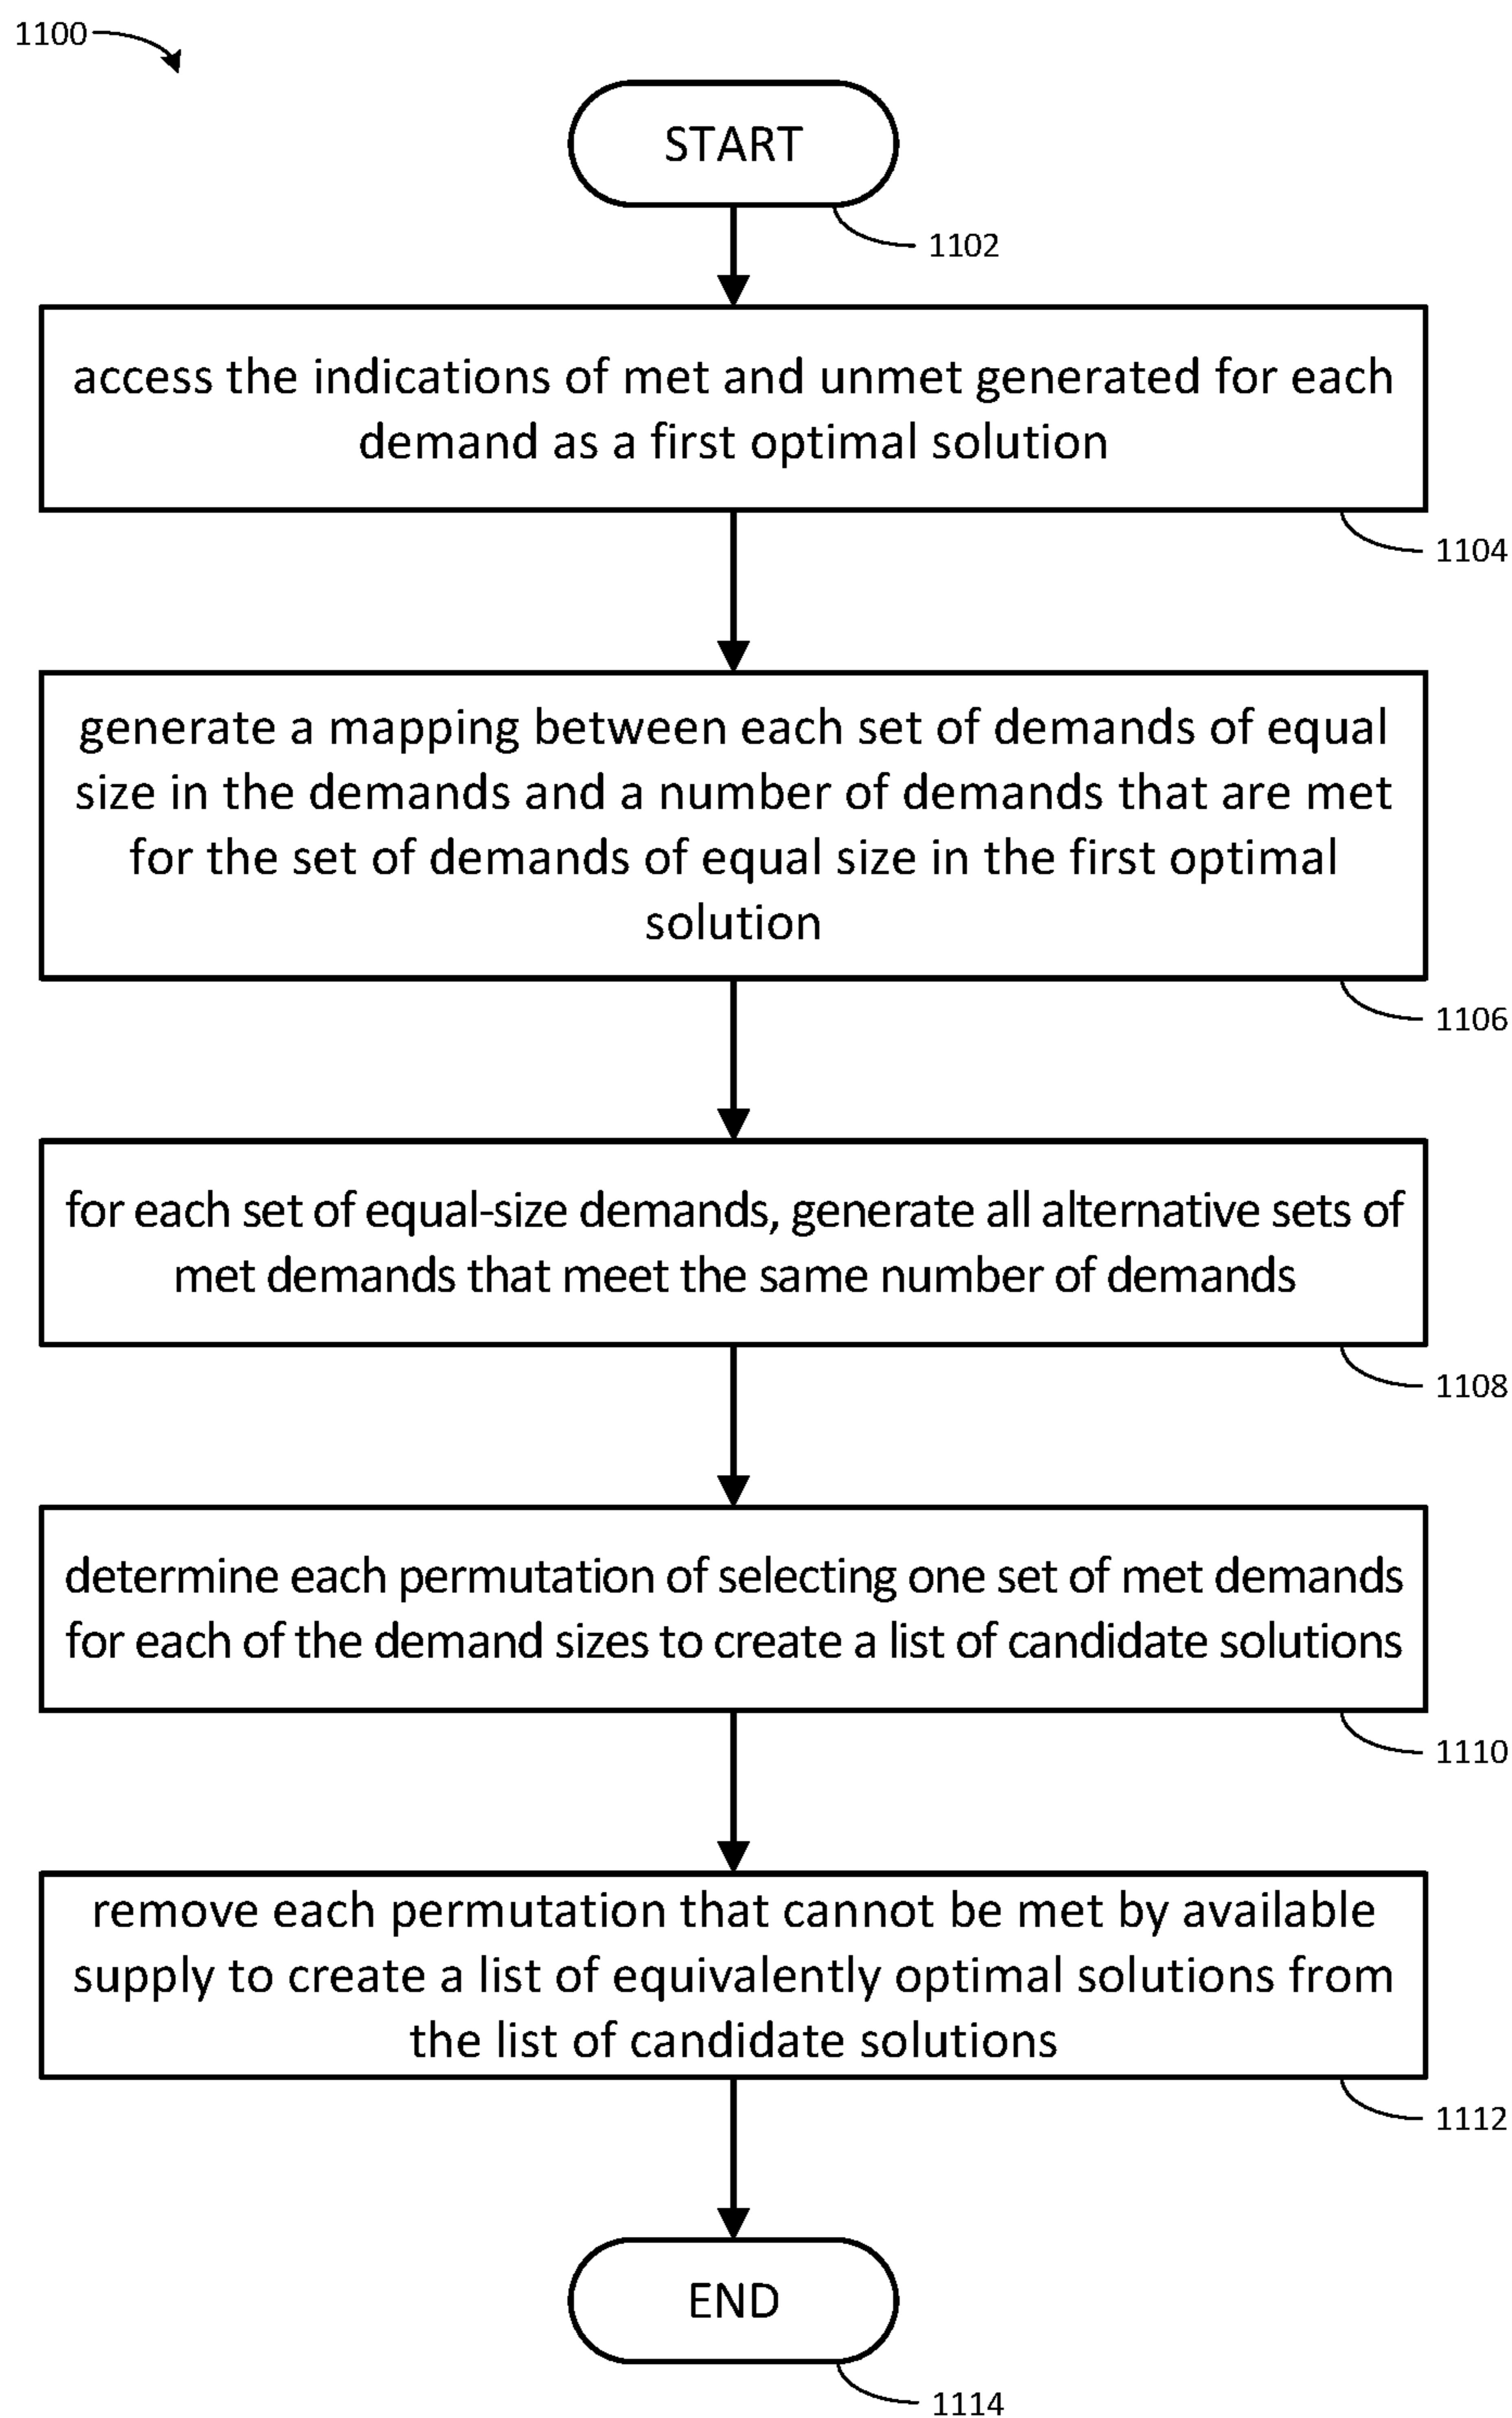 1100
START
1102
access the indications of met and unmet generated for each
demand as a first optimal solution
1104
generate a mapping between each set of demands of equal
size in the demands and a number of demands that are met
for the set of demands of equal size in the first optimal
solution
1106
for each set of equal-size demands, generate all alternative sets of
met demands that meet the same number of demands
1108
determine each permutation of selecting one set of met demands
for each of the demand sizes to create a list of candidate solutions
1110
remove each permutation that cannot be met by available
supply to create a list of equivalently optimal solutions from
the list of candidate solutions
1112
END
1114